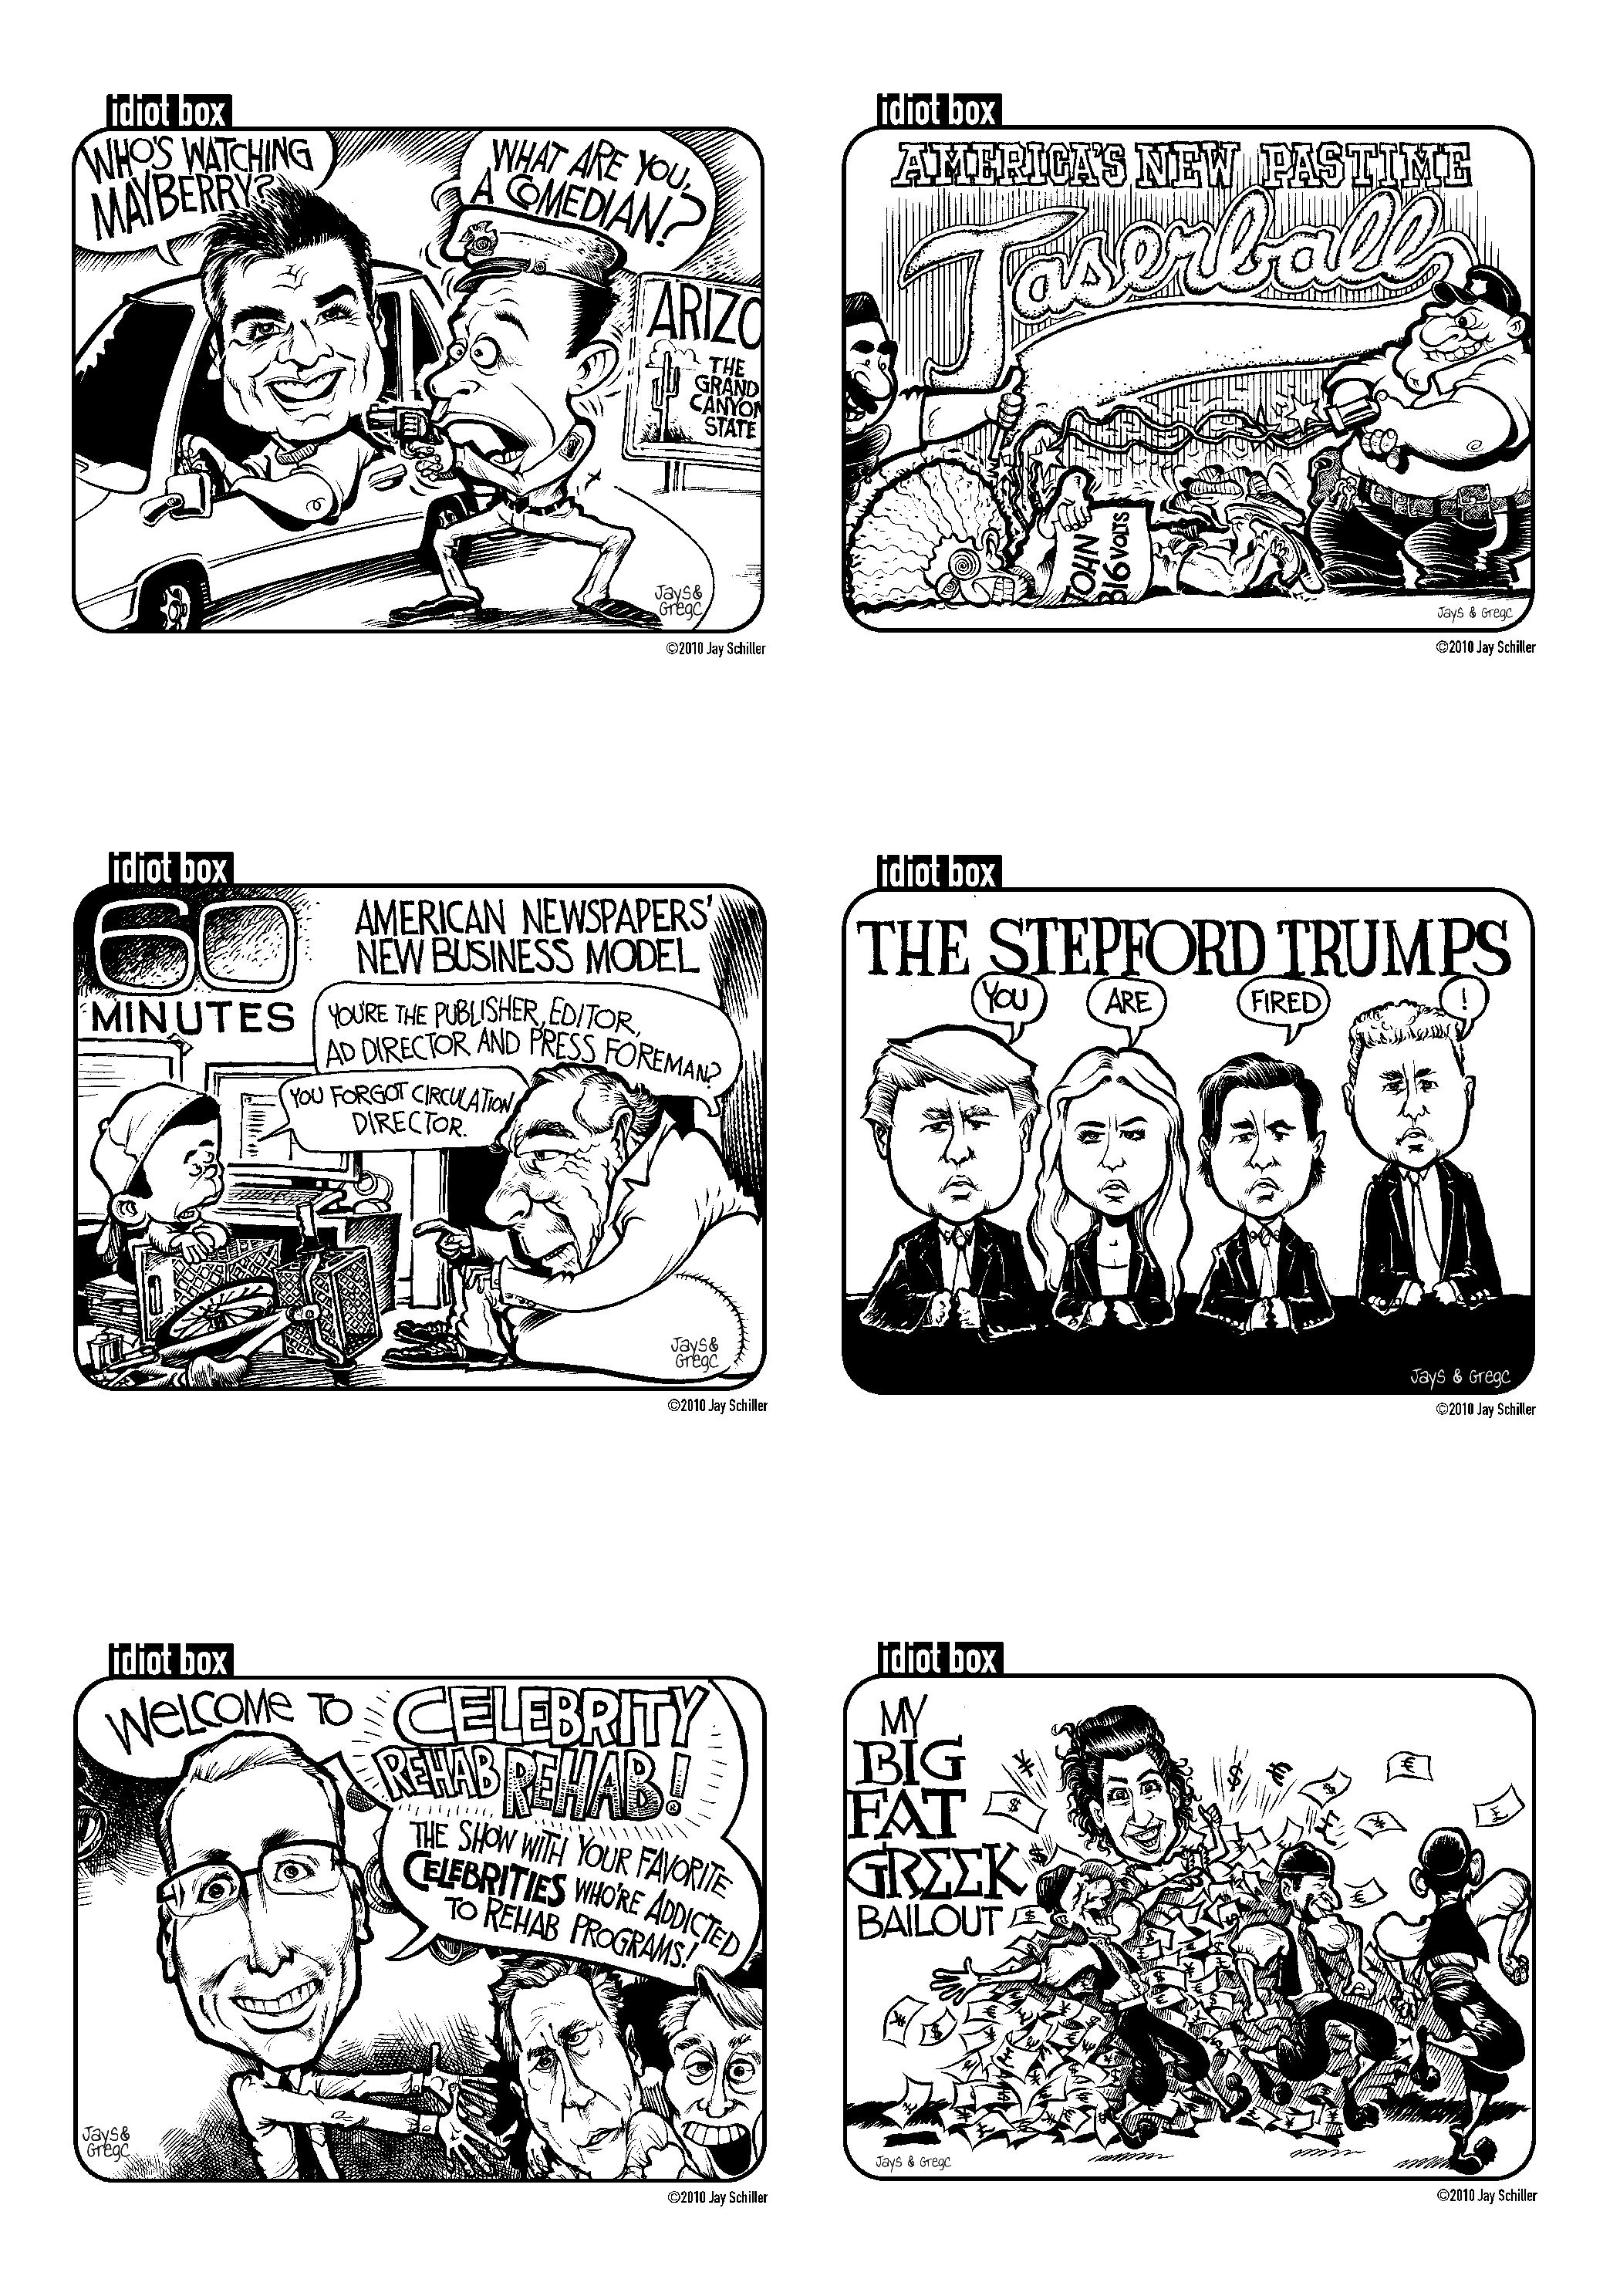 idiot box
WHO'S WATCHING
MAYBERRY?
WHAT ARE YOU,
A COMEDIAN?
ARIZO
THE
GRAND
CANYON
STATE
Jays &
Gregc
©2010 Jay Schiller
idiot box
AMERICA'S NEW PASTIME
Taserball
JOHN
3:16 Volts
Jays & Gregc
©2010 Jay Schiller
idiot box
60
MINUTES
AMERICAN NEWSPAPERS'
NEW BUSINESS MODEL
YOU'RE THE PUBLISHER, EDITOR,
AD DIRECTOR AND PRESS FOREMAN?
YOU FORGOT CIRCULATION
DIRECTOR.
Jays &
Gregc
©2010 Jay Schiller
idiot box
THE STEPFORD TRUMPS
YOU
ARE
FIRED
!
Jays & Gregc
©2010 Jay Schiller
idiot box
WELCOME TO CELEBRITY
REHAB REHAB!
THE SHOW WITH YOUR FAVORITE
CELEBRITIES WHO'RE ADDICTED
TO REHAB PROGRAMS!
Jays &
Gregc
©2010 Jay Schiller
idiot box
MY
BIG
FAT
GRΣΣK
BAILOUT
Jays & Gregc
©2010 Jay Schiller